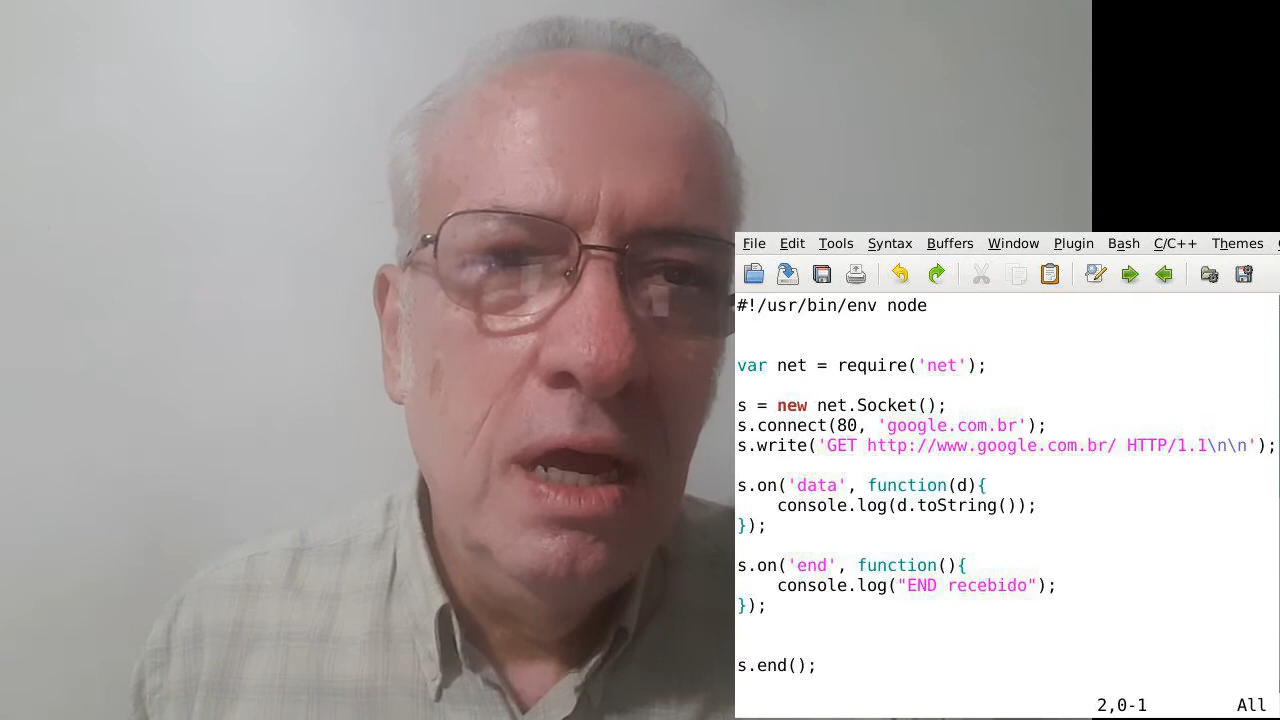 File Edit Tools Syntax Buffers Window Plugin Bash C/C++ Themes
#!/usr/bin/env node
var net = require('net');
s = new net.Socket();
s.connect(80, 'google.com.br');
s.write('GET http://www.google.com.br/ HTTP/1.1\n\n');
s.on('data', function(d){
    console.log(d.toString());
});
s.on('end', function(){
    console.log("END recebido");
});
s.end();
2,0-1 All